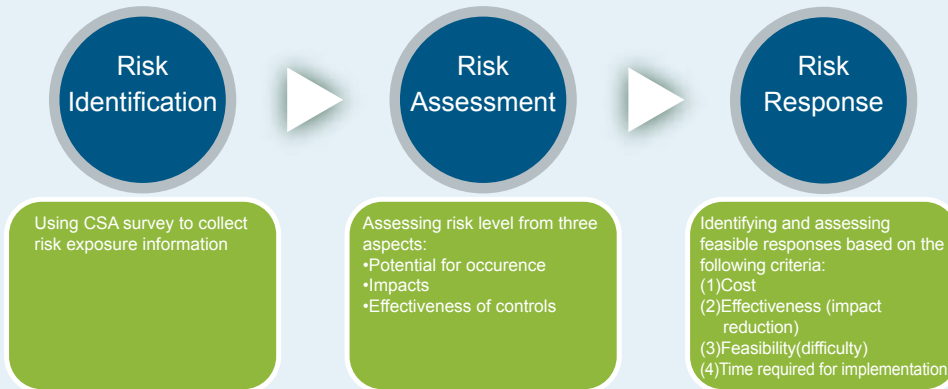 Risk
Identification
Risk
Assessment
Risk
Response
Using CSA survey to collect
risk exposure information
Assessing risk level from three
aspects:
•Potential for occurence
•Impacts
•Effectiveness of controls
Identifying and assessing
feasible responses based on the
following criteria:
(1)Cost
(2)Effectiveness (impact
reduction)
(3)Feasibility(difficulty)
(4)Time required for implementation